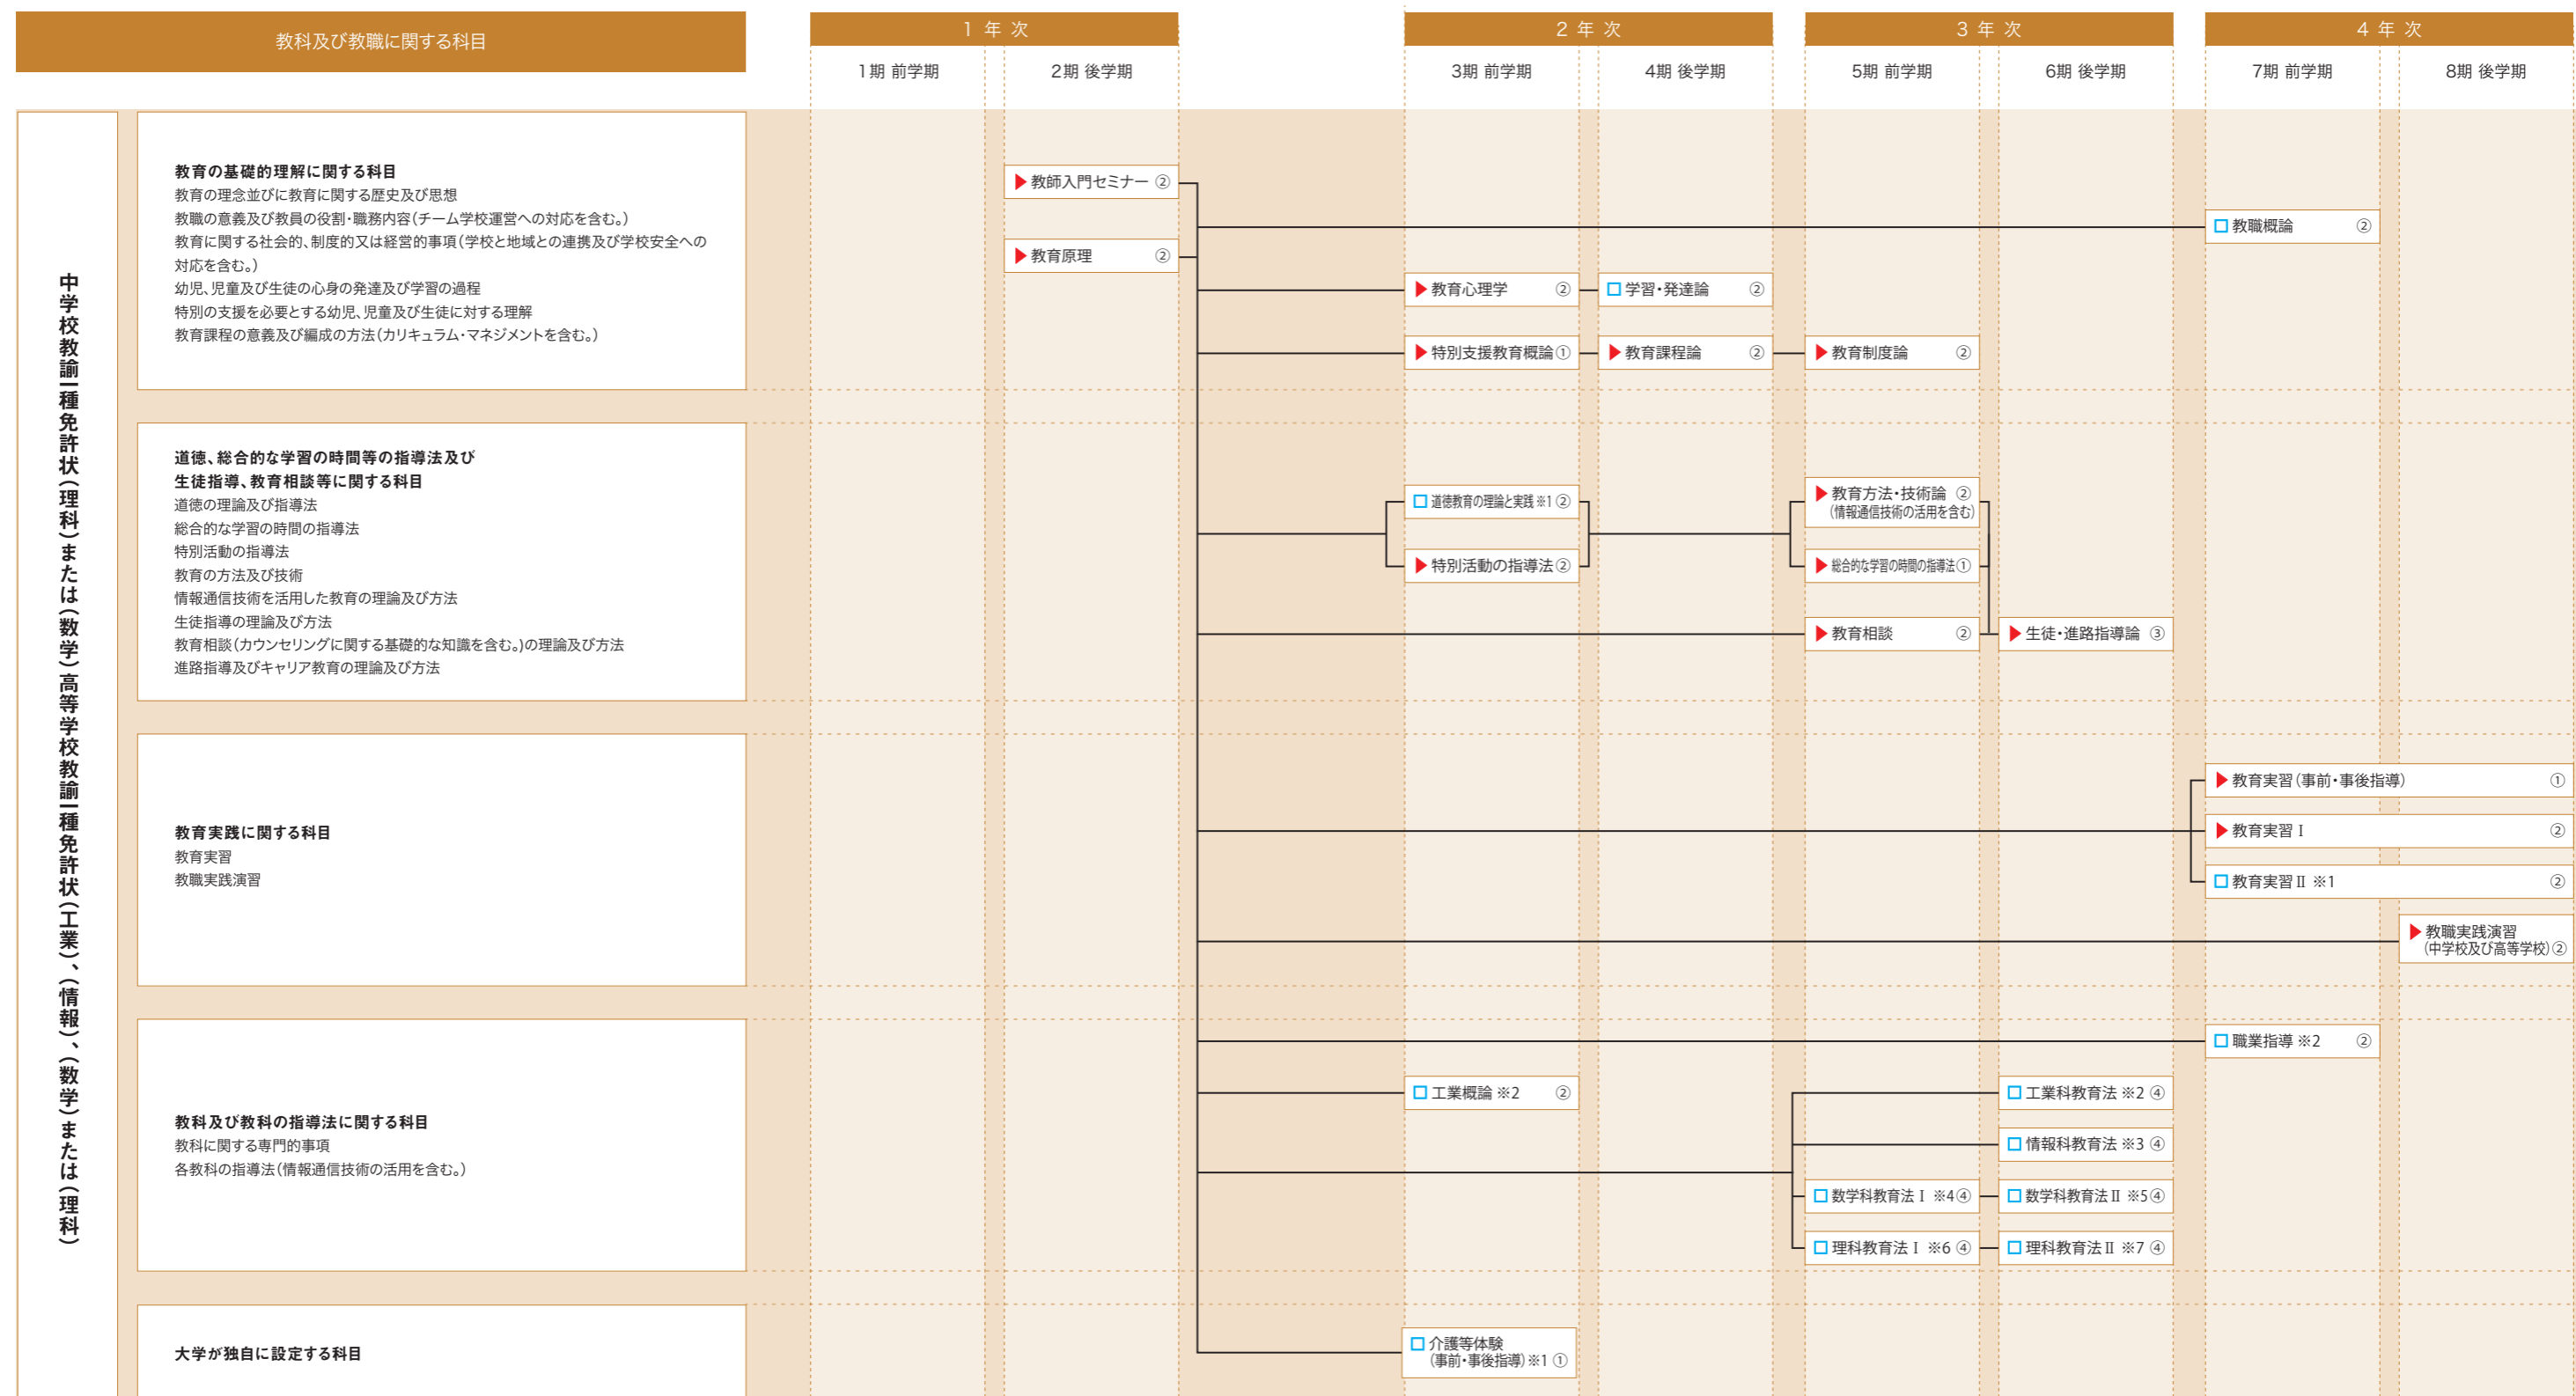 教科及び教職に関する科目
1 年 次
2 年 次
3 年 次
4 年 次
1期 前学期
2期 後学期
3期 前学期
4期 後学期
5期 前学期
6期 後学期
7期 前学期
8期 後学期
中学校教諭一種免許状(理科)または(数学)高等学校教諭一種免許状(工業)、(情報)、(数学)または(理科)
教育の基礎的理解に関する科目
教育の理念並びに教育に関する歴史及び思想
教職の意義及び教員の役割・職務内容(チーム学校運営への対応を含む。)
教育に関する社会的、制度的又は経営的事項(学校と地域との連携及び学校安全への
対応を含む。)
幼児、児童及び生徒の心身の発達及び学習の過程
特別の支援を必要とする幼児、児童及び生徒に対する理解
教育課程の意義及び編成の方法(カリキュラム・マネジメントを含む。)
教師入門セミナー ②
教育原理 ②
教職概論 ②
教育心理学 ②
学習・発達論 ②
特別支援教育概論 ①
教育課程論 ②
教育制度論 ②
道徳、総合的な学習の時間等の指導法及び
生徒指導、教育相談等に関する科目
道徳の理論及び指導法
総合的な学習の時間の指導法
特別活動の指導法
教育の方法及び技術
情報通信技術を活用した教育の理論及び方法
生徒指導の理論及び方法
教育相談(カウンセリングに関する基礎的な知識を含む。)の理論及び方法
進路指導及びキャリア教育の理論及び方法
道徳教育の理論と実践 ※1 ②
特別活動の指導法 ②
教育方法・技術論 ②
(情報通信技術の活用を含む)
総合的な学習の時間の指導法 ①
教育相談 ②
生徒・進路指導論 ③
教育実践に関する科目
教育実習
教職実践演習
教育実習(事前・事後指導) ①
教育実習 I ②
教育実習 II ※1 ②
教職実践演習
(中学校及び高等学校) ②
教科及び教科の指導法に関する科目
教科に関する専門的事項
各教科の指導法(情報通信技術の活用を含む。)
職業指導 ※2 ②
工業概論 ※2 ②
工業科教育法 ※2 ④
情報科教育法 ※3 ④
数学科教育法 I ※4 ④
数学科教育法 II ※5 ④
理科教育法 I ※6 ④
理科教育法 II ※7 ④
大学が独自に設定する科目
介護等体験
(事前・事後指導) ※1 ①